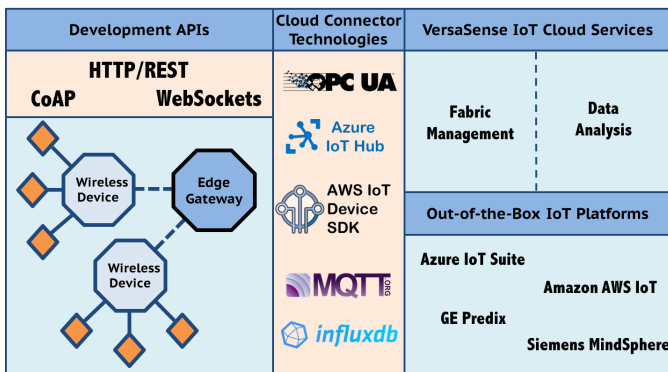 Development APIs
HTTP/REST
CoAP
WebSockets
Wireless
Device
Edge
Gateway
Wireless
Device
Cloud Connector
Technologies
OPC UA
Azure
IoT Hub
AWS IoT
Device
SDK
MQTT.ORG
influxdb
VersaSense IoT Cloud Services
Fabric
Management
Data
Analysis
Out-of-the-Box IoT Platforms
Azure IoT Suite
Amazon AWS IoT
GE Predix
Siemens MindSphere